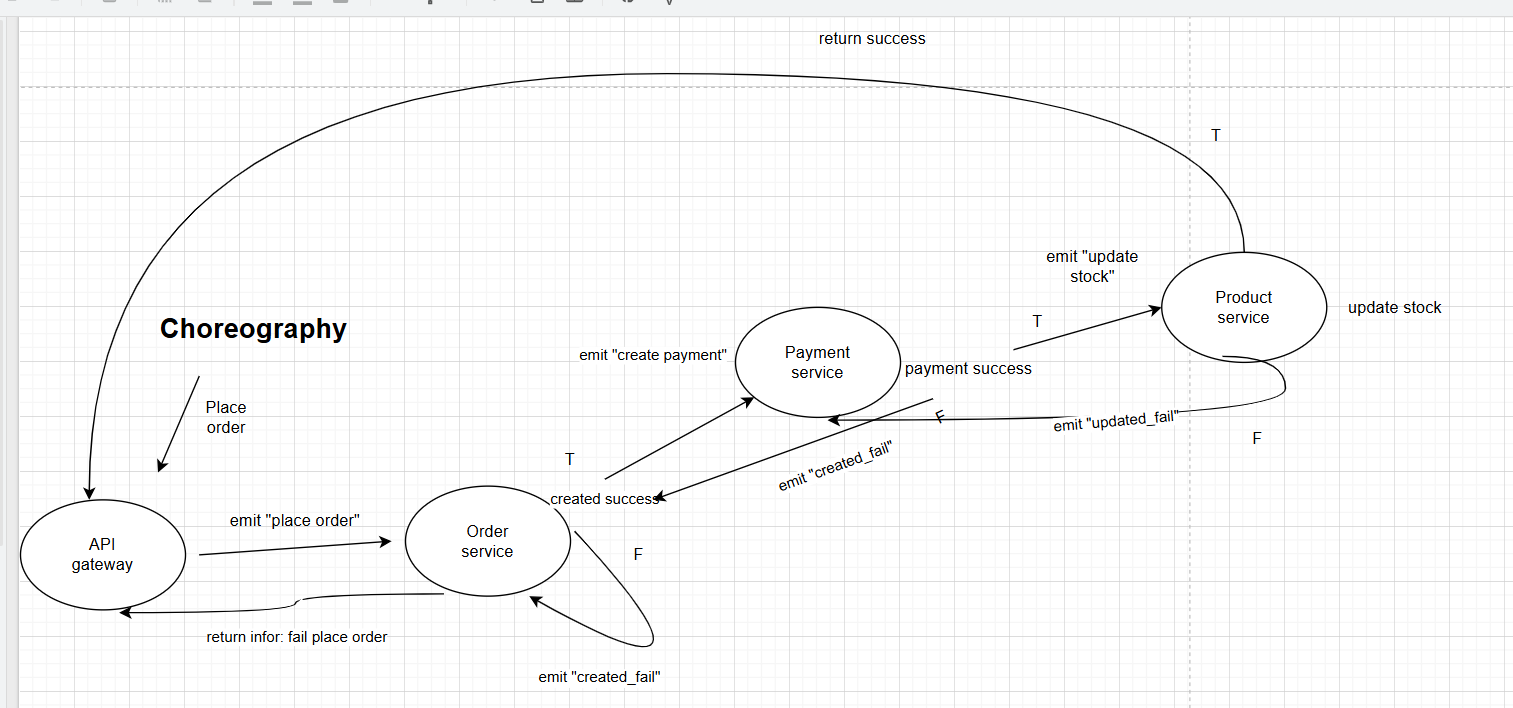 return success
T
emit "update
stock"
Product
service
update stock
T
Choreography
emit "create payment"
Payment
service
payment success
Place
order
F
emit "updated_fail"
F
emit "created_fail"
T
created success
emit "place order"
Order
service
API
gateway
F
return infor: fail place order
emit "created_fail"